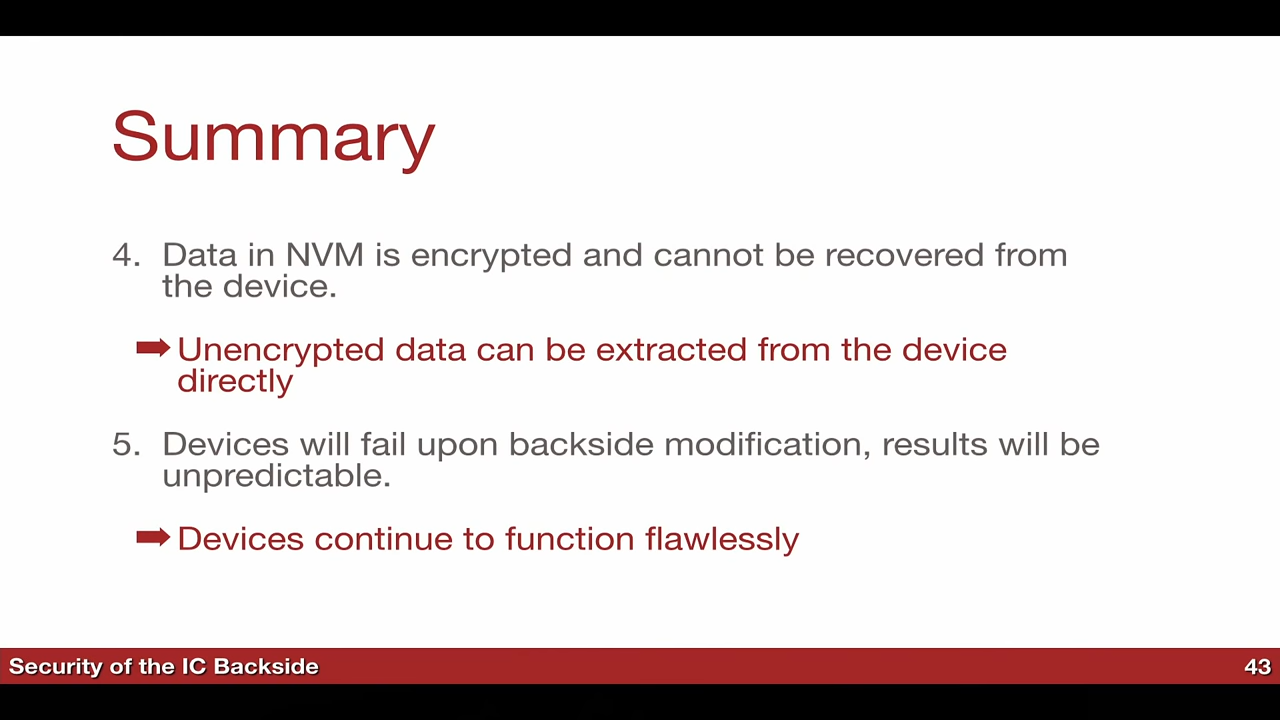 Summary
4. Data in NVM is encrypted and cannot be recovered from
the device.
➡ Unencrypted data can be extracted from the device
directly
5. Devices will fail upon backside modification, results will be
unpredictable.
➡ Devices continue to function flawlessly
Security of the IC Backside
43